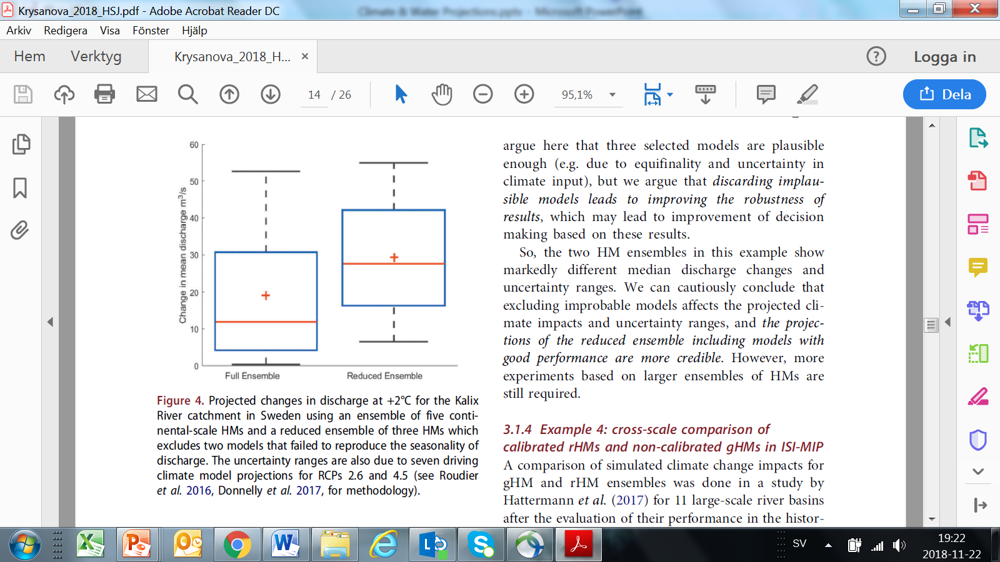 Krysanova_2018_HSJ.pdf - Adobe Acrobat Reader DC
Climate & Water Projections.pptx - Microsoft PowerPoint
Arkiv Redigera Visa Fönster Hjälp
Hem Verktyg Krysanova_2018_H... × ? Logga in
14 / 26 95,1% Dela
60
50
40
30
20
10
0
Change in mean discharge m³/s
Full Ensemble Reduced Ensemble
Figure 4. Projected changes in discharge at +2°C for the Kalix
River catchment in Sweden using an ensemble of five conti-
nental-scale HMs and a reduced ensemble of three HMs which
excludes two models that failed to reproduce the seasonality of
discharge. The uncertainty ranges are also due to seven driving
climate model projections for RCPs 2.6 and 4.5 (see Roudier
et al. 2016, Donnelly et al. 2017, for methodology).
argue here that three selected models are plausible
enough (e.g. due to equifinality and uncertainty in
climate input), but we argue that discarding implau-
sible models leads to improving the robustness of
results, which may lead to improvement of decision
making based on these results.
So, the two HM ensembles in this example show
markedly different median discharge changes and
uncertainty ranges. We can cautiously conclude that
excluding improbable models affects the projected cli-
mate impacts and uncertainty ranges, and the projec-
tions of the reduced ensemble including models with
good performance are more credible. However, more
experiments based on larger ensembles of HMs are
still required.
3.1.4 Example 4: cross-scale comparison of
calibrated rHMs and non-calibrated gHMs in ISI-MIP
A comparison of simulated climate change impacts for
gHM and rHM ensembles was done in a study by
Hattermann et al. (2017) for 11 large-scale river basins
after the evaluation of their performance in the histor-
SV
19:22
2018-11-22